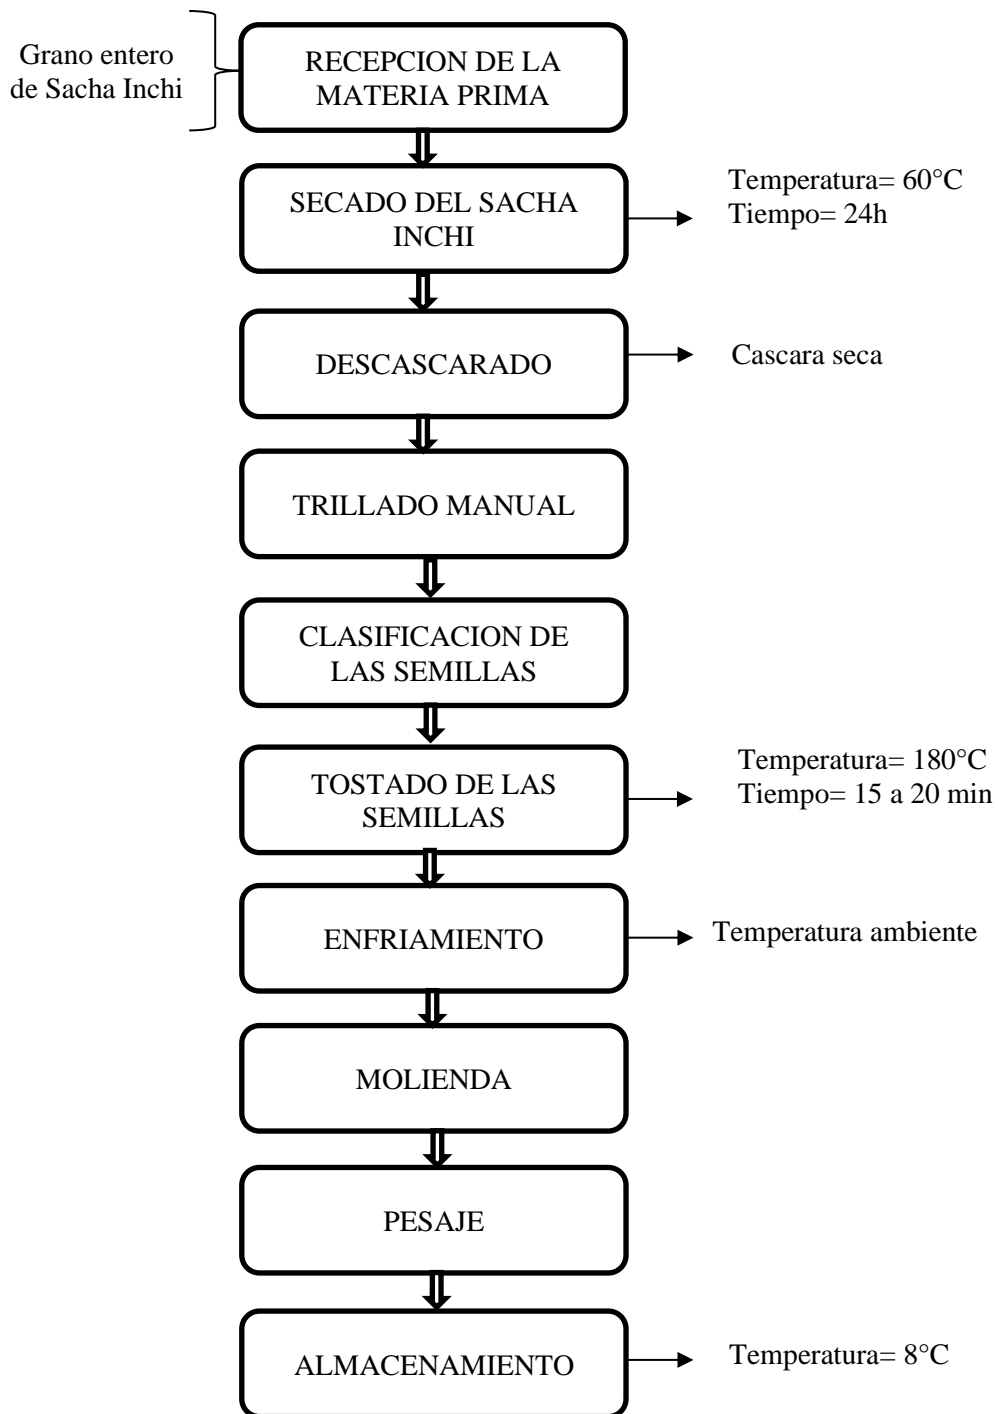 Grano entero
de Sacha Inchi
RECEPCION DE LA
MATERIA PRIMA
SECADO DEL SACHA
INCHI
Temperatura= 60°C
Tiempo= 24h
DESCASCARADO
Cascara seca
TRILLADO MANUAL
CLASIFICACION DE
LAS SEMILLAS
TOSTADO DE LAS
SEMILLAS
Temperatura= 180°C
Tiempo= 15 a 20 min
ENFRIAMIENTO
Temperatura ambiente
MOLIENDA
PESAJE
ALMACENAMIENTO
Temperatura= 8°C